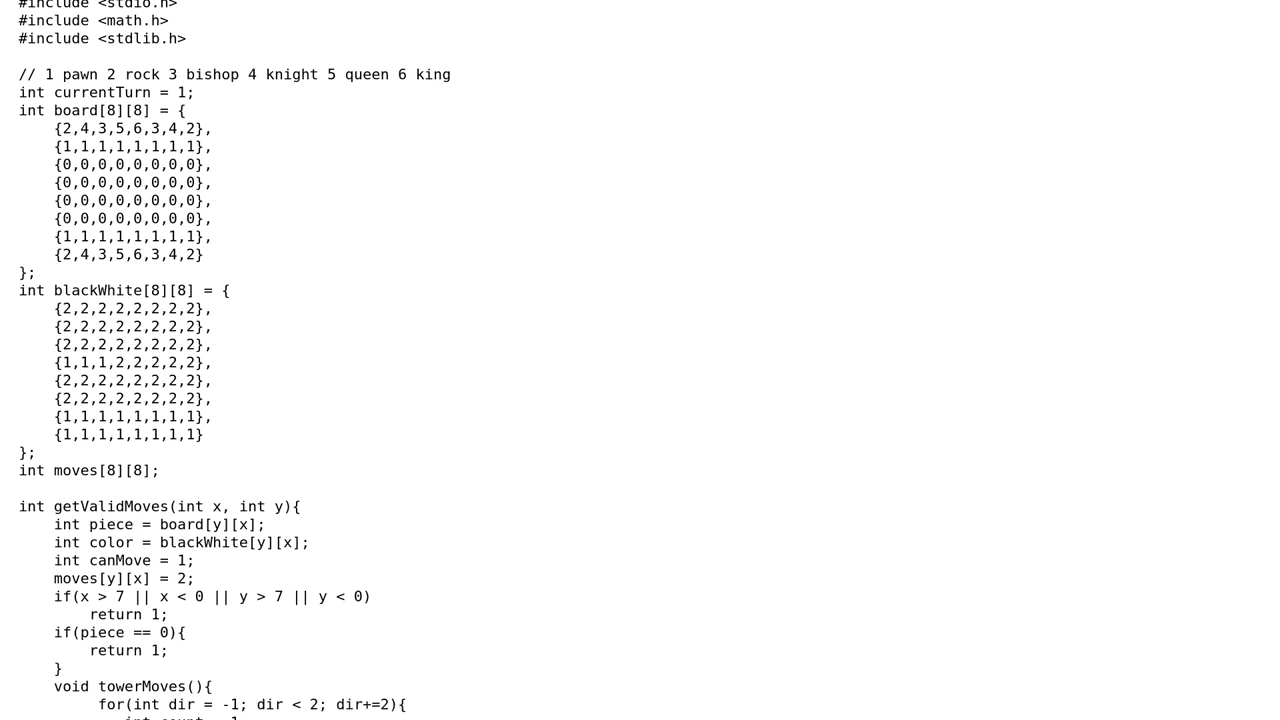 #include <stdio.h>
#include <math.h>
#include <stdlib.h>

// 1 pawn 2 rock 3 bishop 4 knight 5 queen 6 king
int currentTurn = 1;
int board[8][8] = {
    {2,4,3,5,6,3,4,2},
    {1,1,1,1,1,1,1,1},
    {0,0,0,0,0,0,0,0},
    {0,0,0,0,0,0,0,0},
    {0,0,0,0,0,0,0,0},
    {0,0,0,0,0,0,0,0},
    {1,1,1,1,1,1,1,1},
    {2,4,3,5,6,3,4,2}
};
int blackWhite[8][8] = {
    {2,2,2,2,2,2,2,2},
    {2,2,2,2,2,2,2,2},
    {2,2,2,2,2,2,2,2},
    {1,1,1,2,2,2,2,2},
    {2,2,2,2,2,2,2,2},
    {2,2,2,2,2,2,2,2},
    {1,1,1,1,1,1,1,1},
    {1,1,1,1,1,1,1,1}
};
int moves[8][8];

int getValidMoves(int x, int y){
    int piece = board[y][x];
    int color = blackWhite[y][x];
    int canMove = 1;
    moves[y][x] = 2;
    if(x > 7 || x < 0 || y > 7 || y < 0)
        return 1;
    if(piece == 0){
        return 1;
    }
    void towerMoves(){
         for(int dir = -1; dir < 2; dir+=2){
            int count = 1;